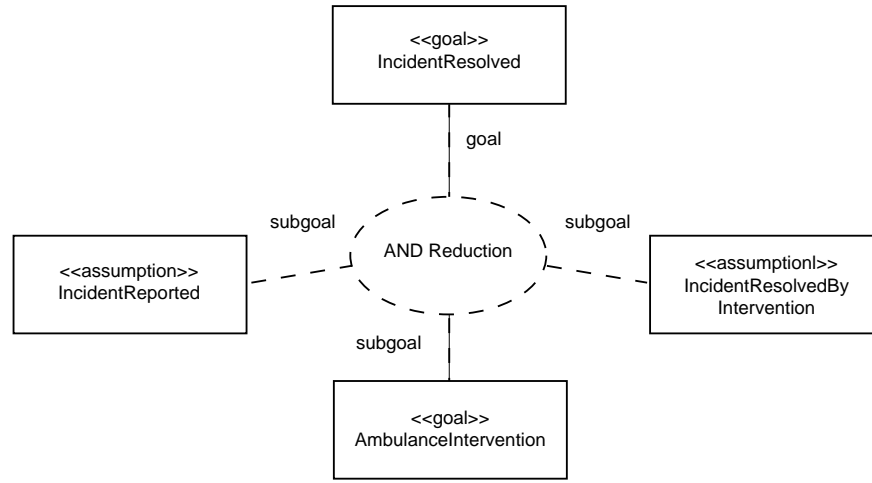 <<goal>>
IncidentResolved
goal
subgoal
subgoal
AND Reduction
<<assumption>>
IncidentReported
<<assumptionl>>
IncidentResolvedBy
Intervention
subgoal
<<goal>>
AmbulanceIntervention